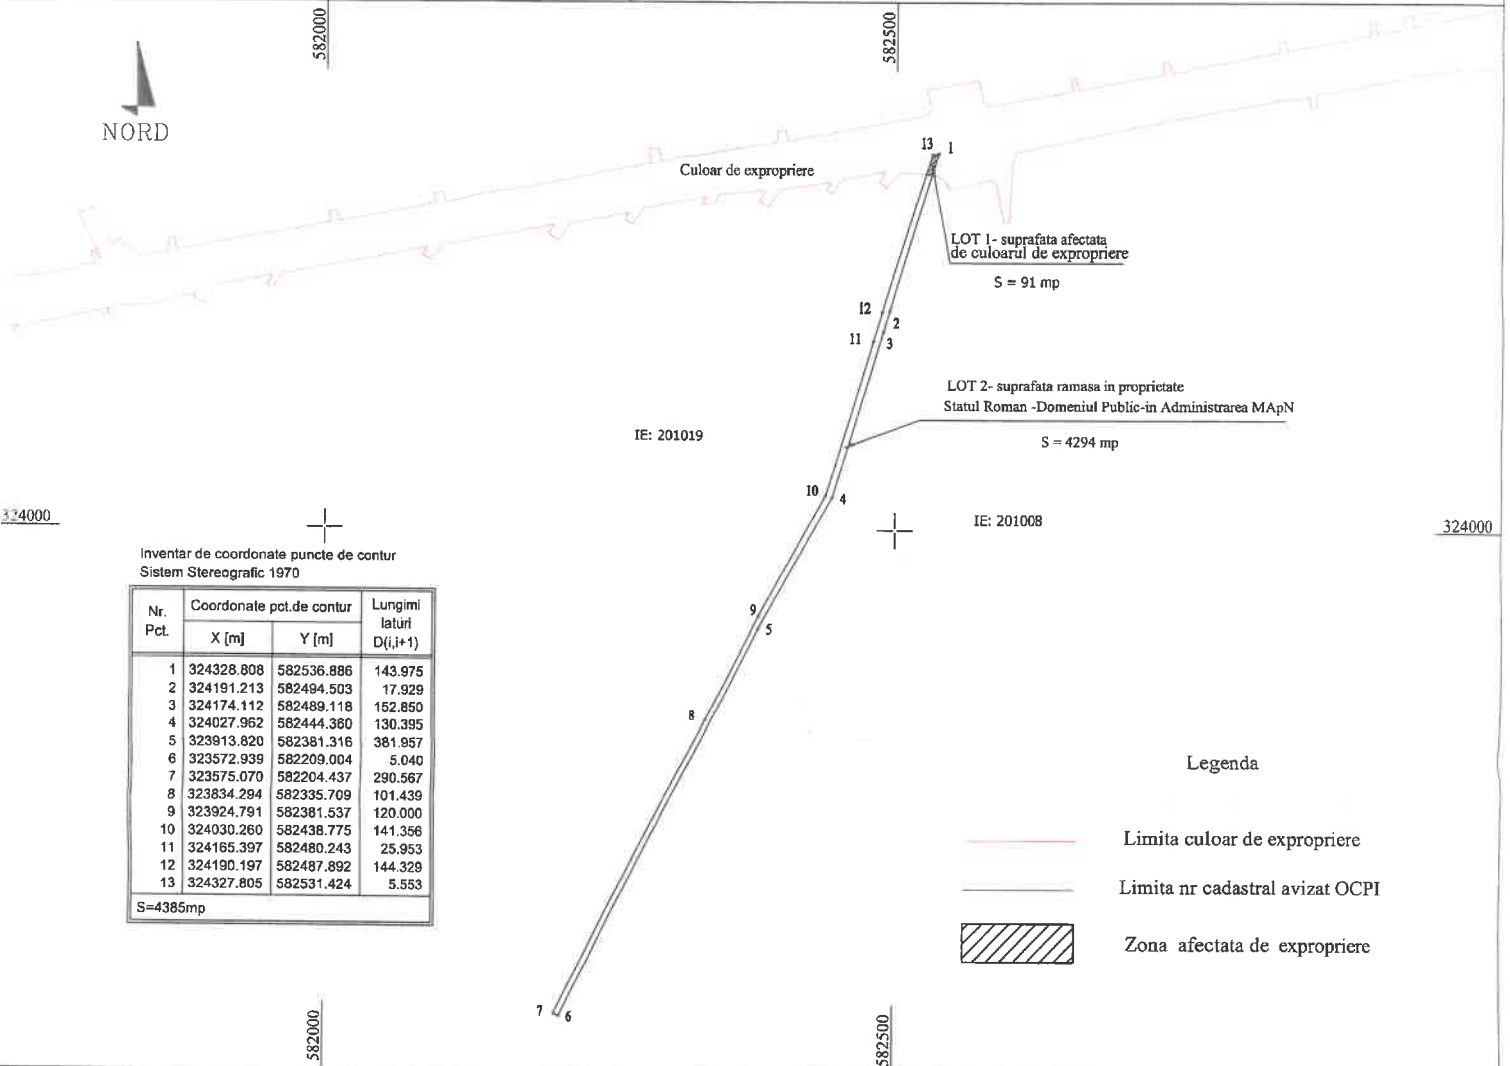 582000
582500
NORD
13 1
Culoar de expropriere
LOT 1- suprafata afectata
de culoarul de expropriere
S = 91 mp
12
2
11
3
LOT 2- suprafata ramasa in proprietate
Statul Roman -Domeniul Public-in Administrarea MApN
S = 4294 mp
IE: 201019
10
4
324000
IE: 201008
324000
Inventar de coordonate puncte de contur
Sistem Stereografic 1970
Nr. Pct. Coordonate pct.de contur Lungimi laturi D(i,i+1)
X [m] Y [m]
1 324328.808 582536.886 143.975
2 324191.213 582494.503 17.929
3 324174.112 582489.118 152.850
4 324027.962 582444.360 130.395
5 323913.820 582381.316 381.957
6 323572.939 582209.004 5.040
7 323575.070 582204.437 290.567
8 323834.294 582335.709 101.439
9 323924.791 582381.537 120.000
10 324030.260 582438.775 141.356
11 324165.397 582480.243 25.953
12 324190.197 582487.892 144.329
13 324327.805 582531.424 5.553
S=4385mp
9
5
8
7
6
Legenda
Limita culoar de expropriere
Limita nr cadastral avizat OCPI
Zona afectata de expropriere
582000
582500